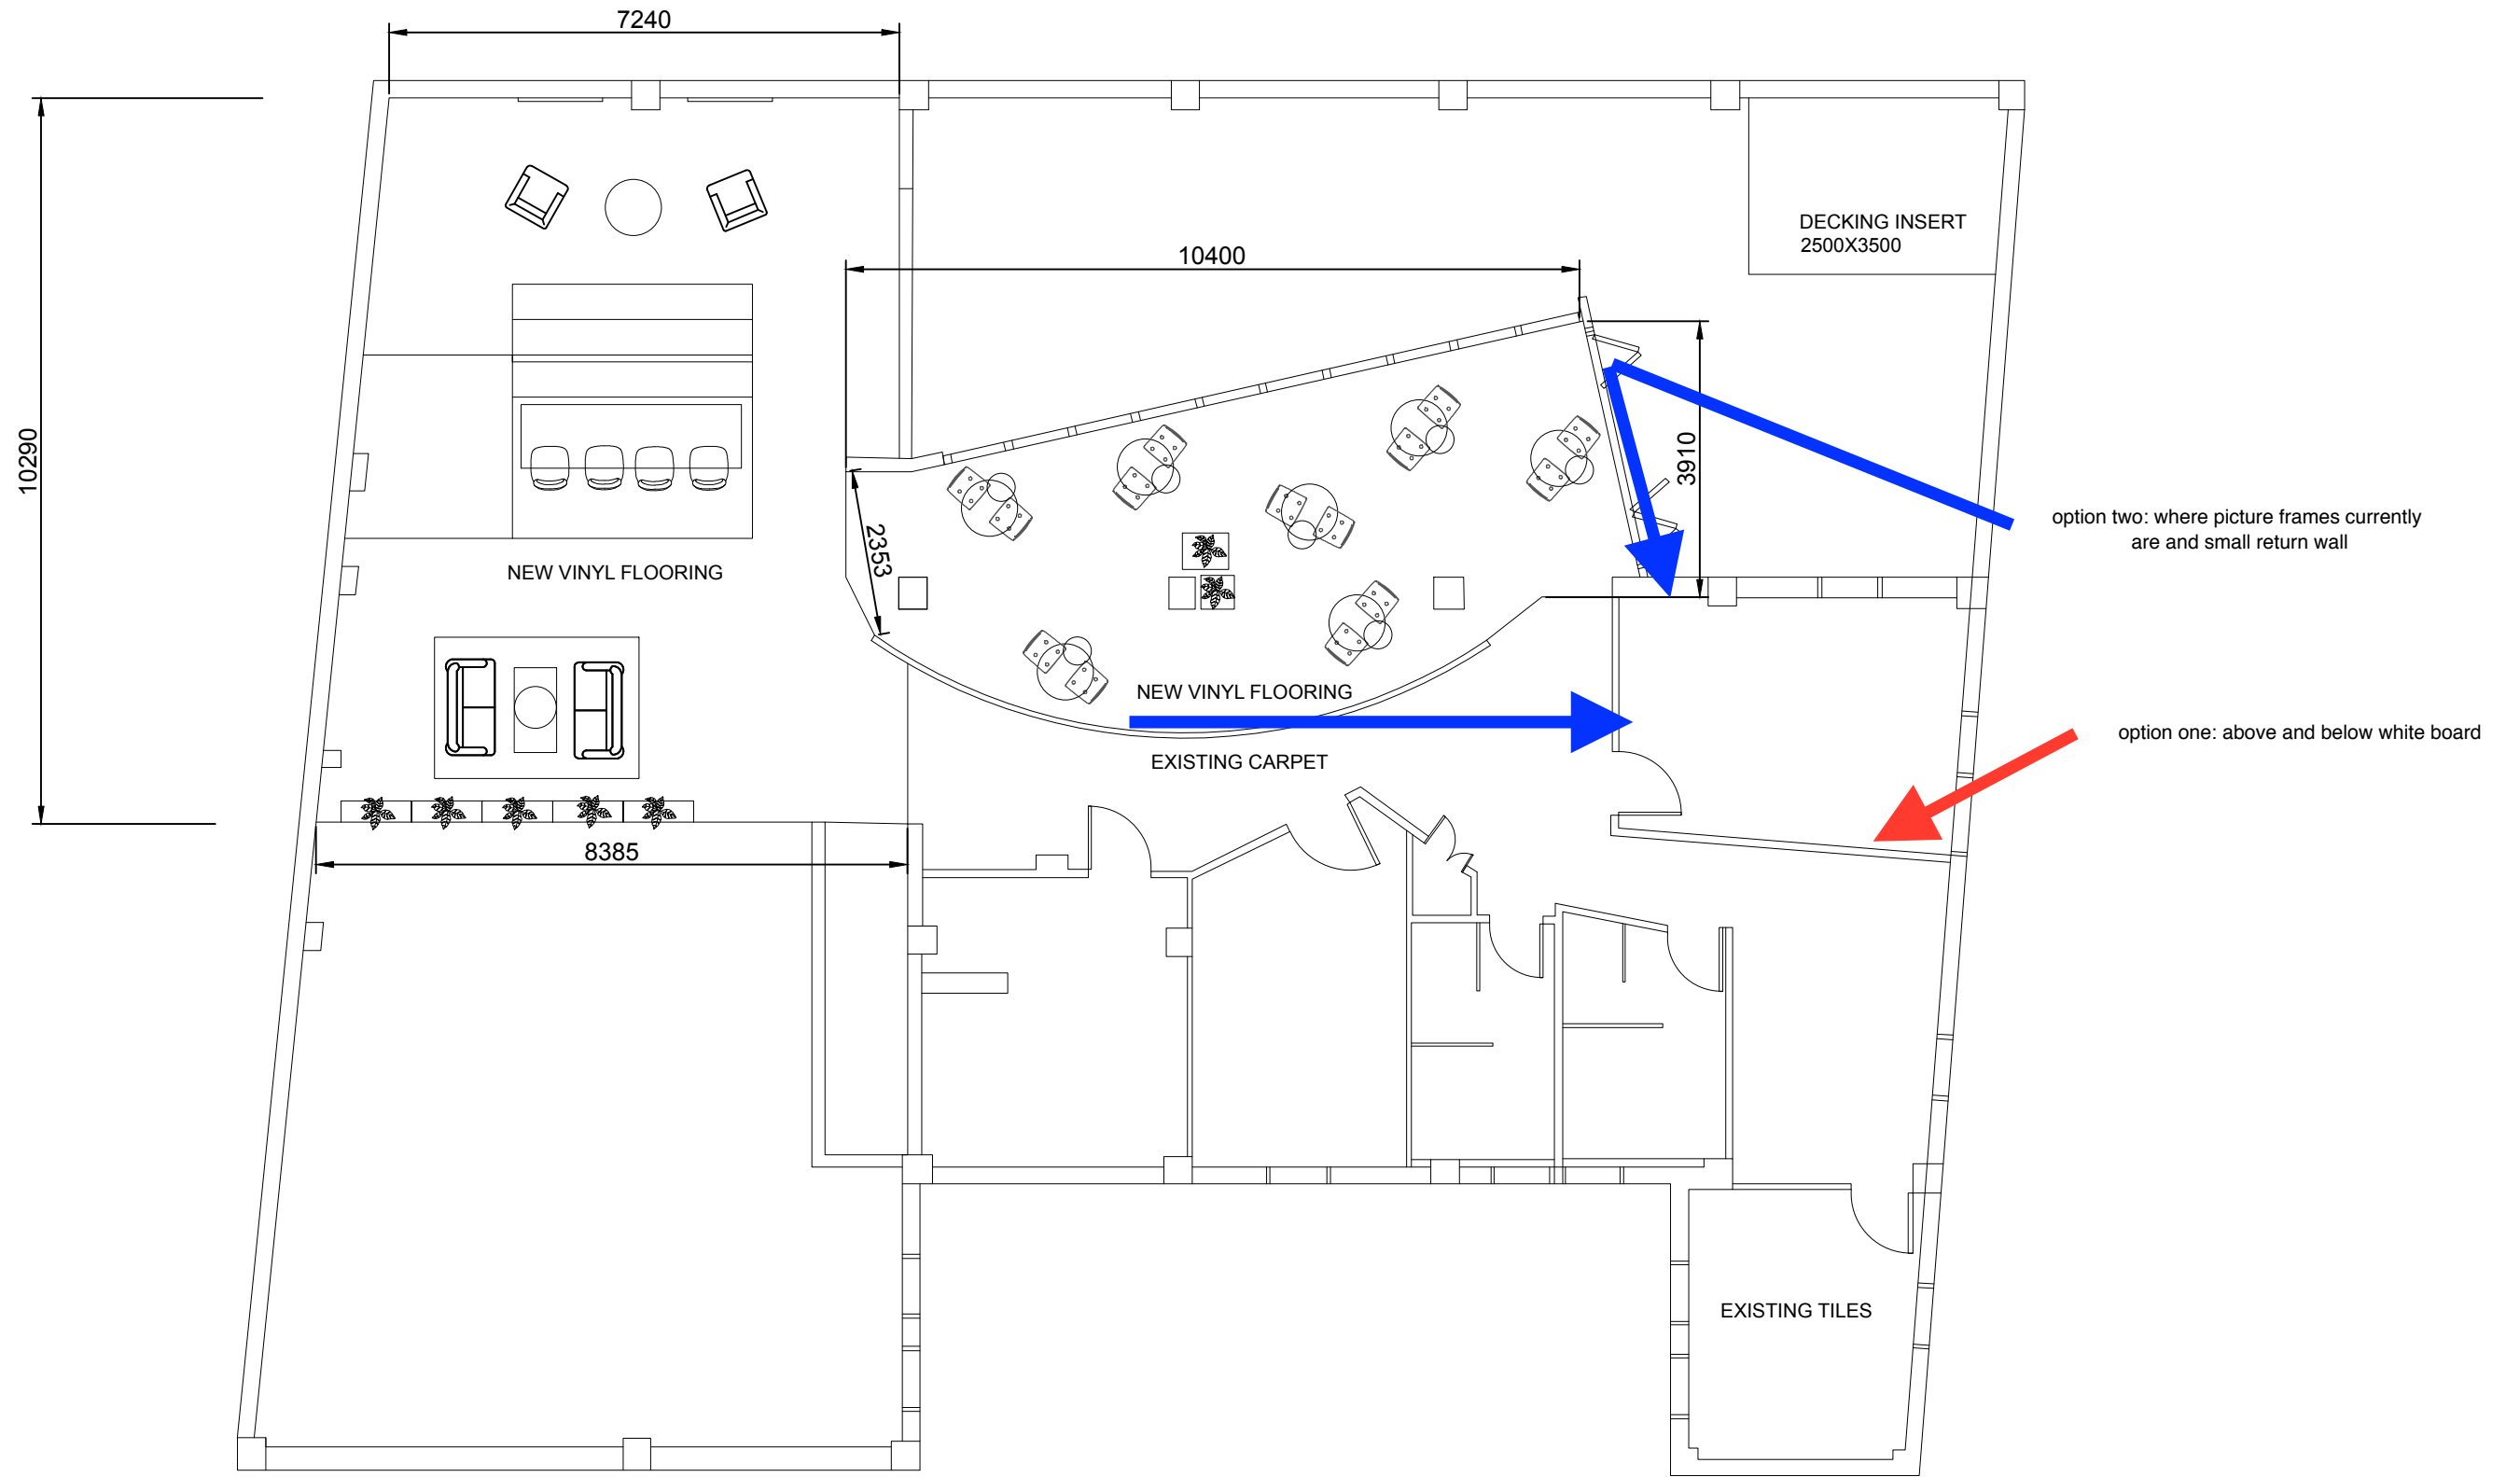 7240
DECKING INSERT
2500X3500
10400
10290
3910
option two: where picture frames currently
are and small return wall
2353
NEW VINYL FLOORING
NEW VINYL FLOORING
option one: above and below white board
EXISTING CARPET
8385
EXISTING TILES